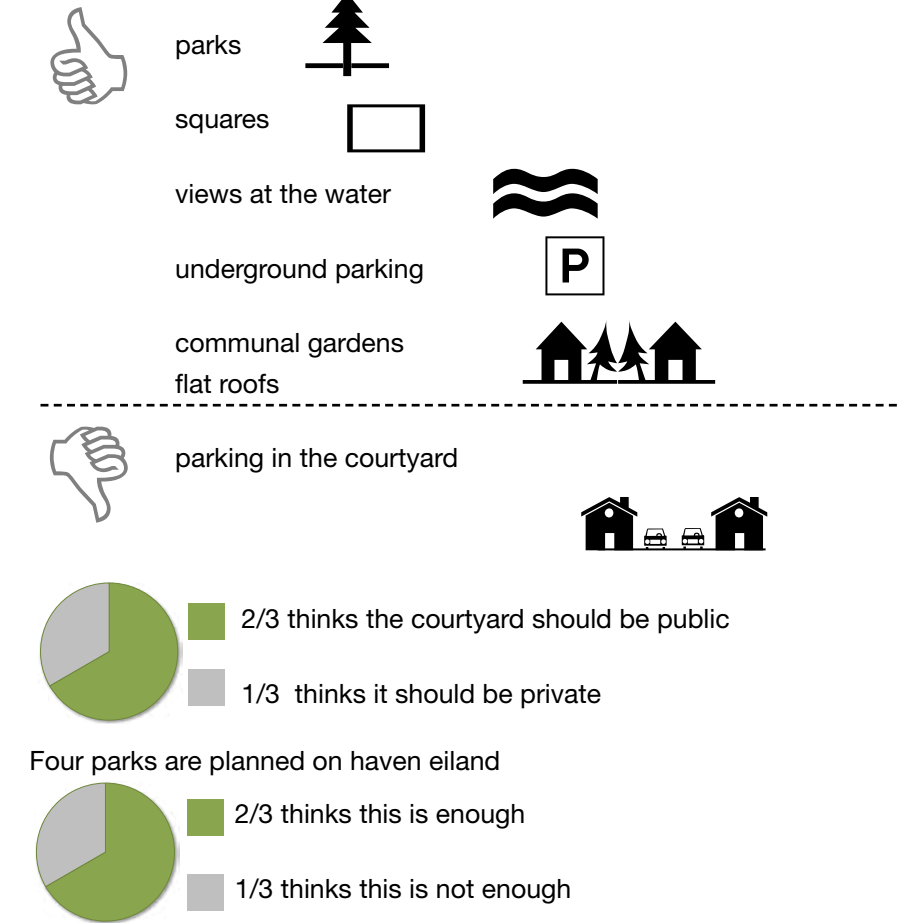 parks
squares
views at the water
underground parking
P
communal gardens
flat roofs
parking in the courtyard
2/3 thinks the courtyard should be public
1/3 thinks it should be private
Four parks are planned on haven eiland
2/3 thinks this is enough
1/3 thinks this is not enough